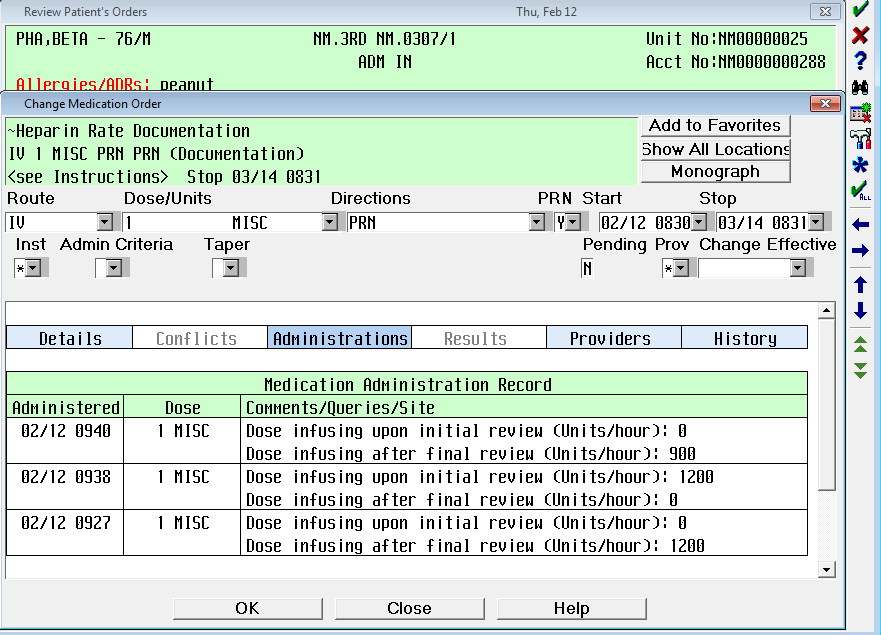 Review Patient's Orders Thu, Feb 12
PHA,BETA - 76/M NM.3RD NM.0307/1 Unit No:NM00000025
ADM IN Acct No:NM0000000288
Allergies/ADRs: peanut
Change Medication Order
~Heparin Rate Documentation
IV 1 MISC PRN PRN (Documentation)
<see Instructions> Stop 03/14 0831
Add to Favorites
Show All Locations
Monograph
Route Dose/Units Directions PRN Start Stop
IV 1 MISC PRN Y 02/12 0830 03/14 0831
Inst Admin Criteria Taper Pending Prov Change Effective
* N *
Details Conflicts Administrations Results Providers History
Medication Administration Record
Administered Dose Comments/Queries/Site
02/12 0940 1 MISC Dose infusing upon initial review (Units/hour): 0
Dose infusing after final review (Units/hour): 900
02/12 0938 1 MISC Dose infusing upon initial review (Units/hour): 1200
Dose infusing after final review (Units/hour): 0
02/12 0927 1 MISC Dose infusing upon initial review (Units/hour): 0
Dose infusing after final review (Units/hour): 1200
OK Close Help
ALL